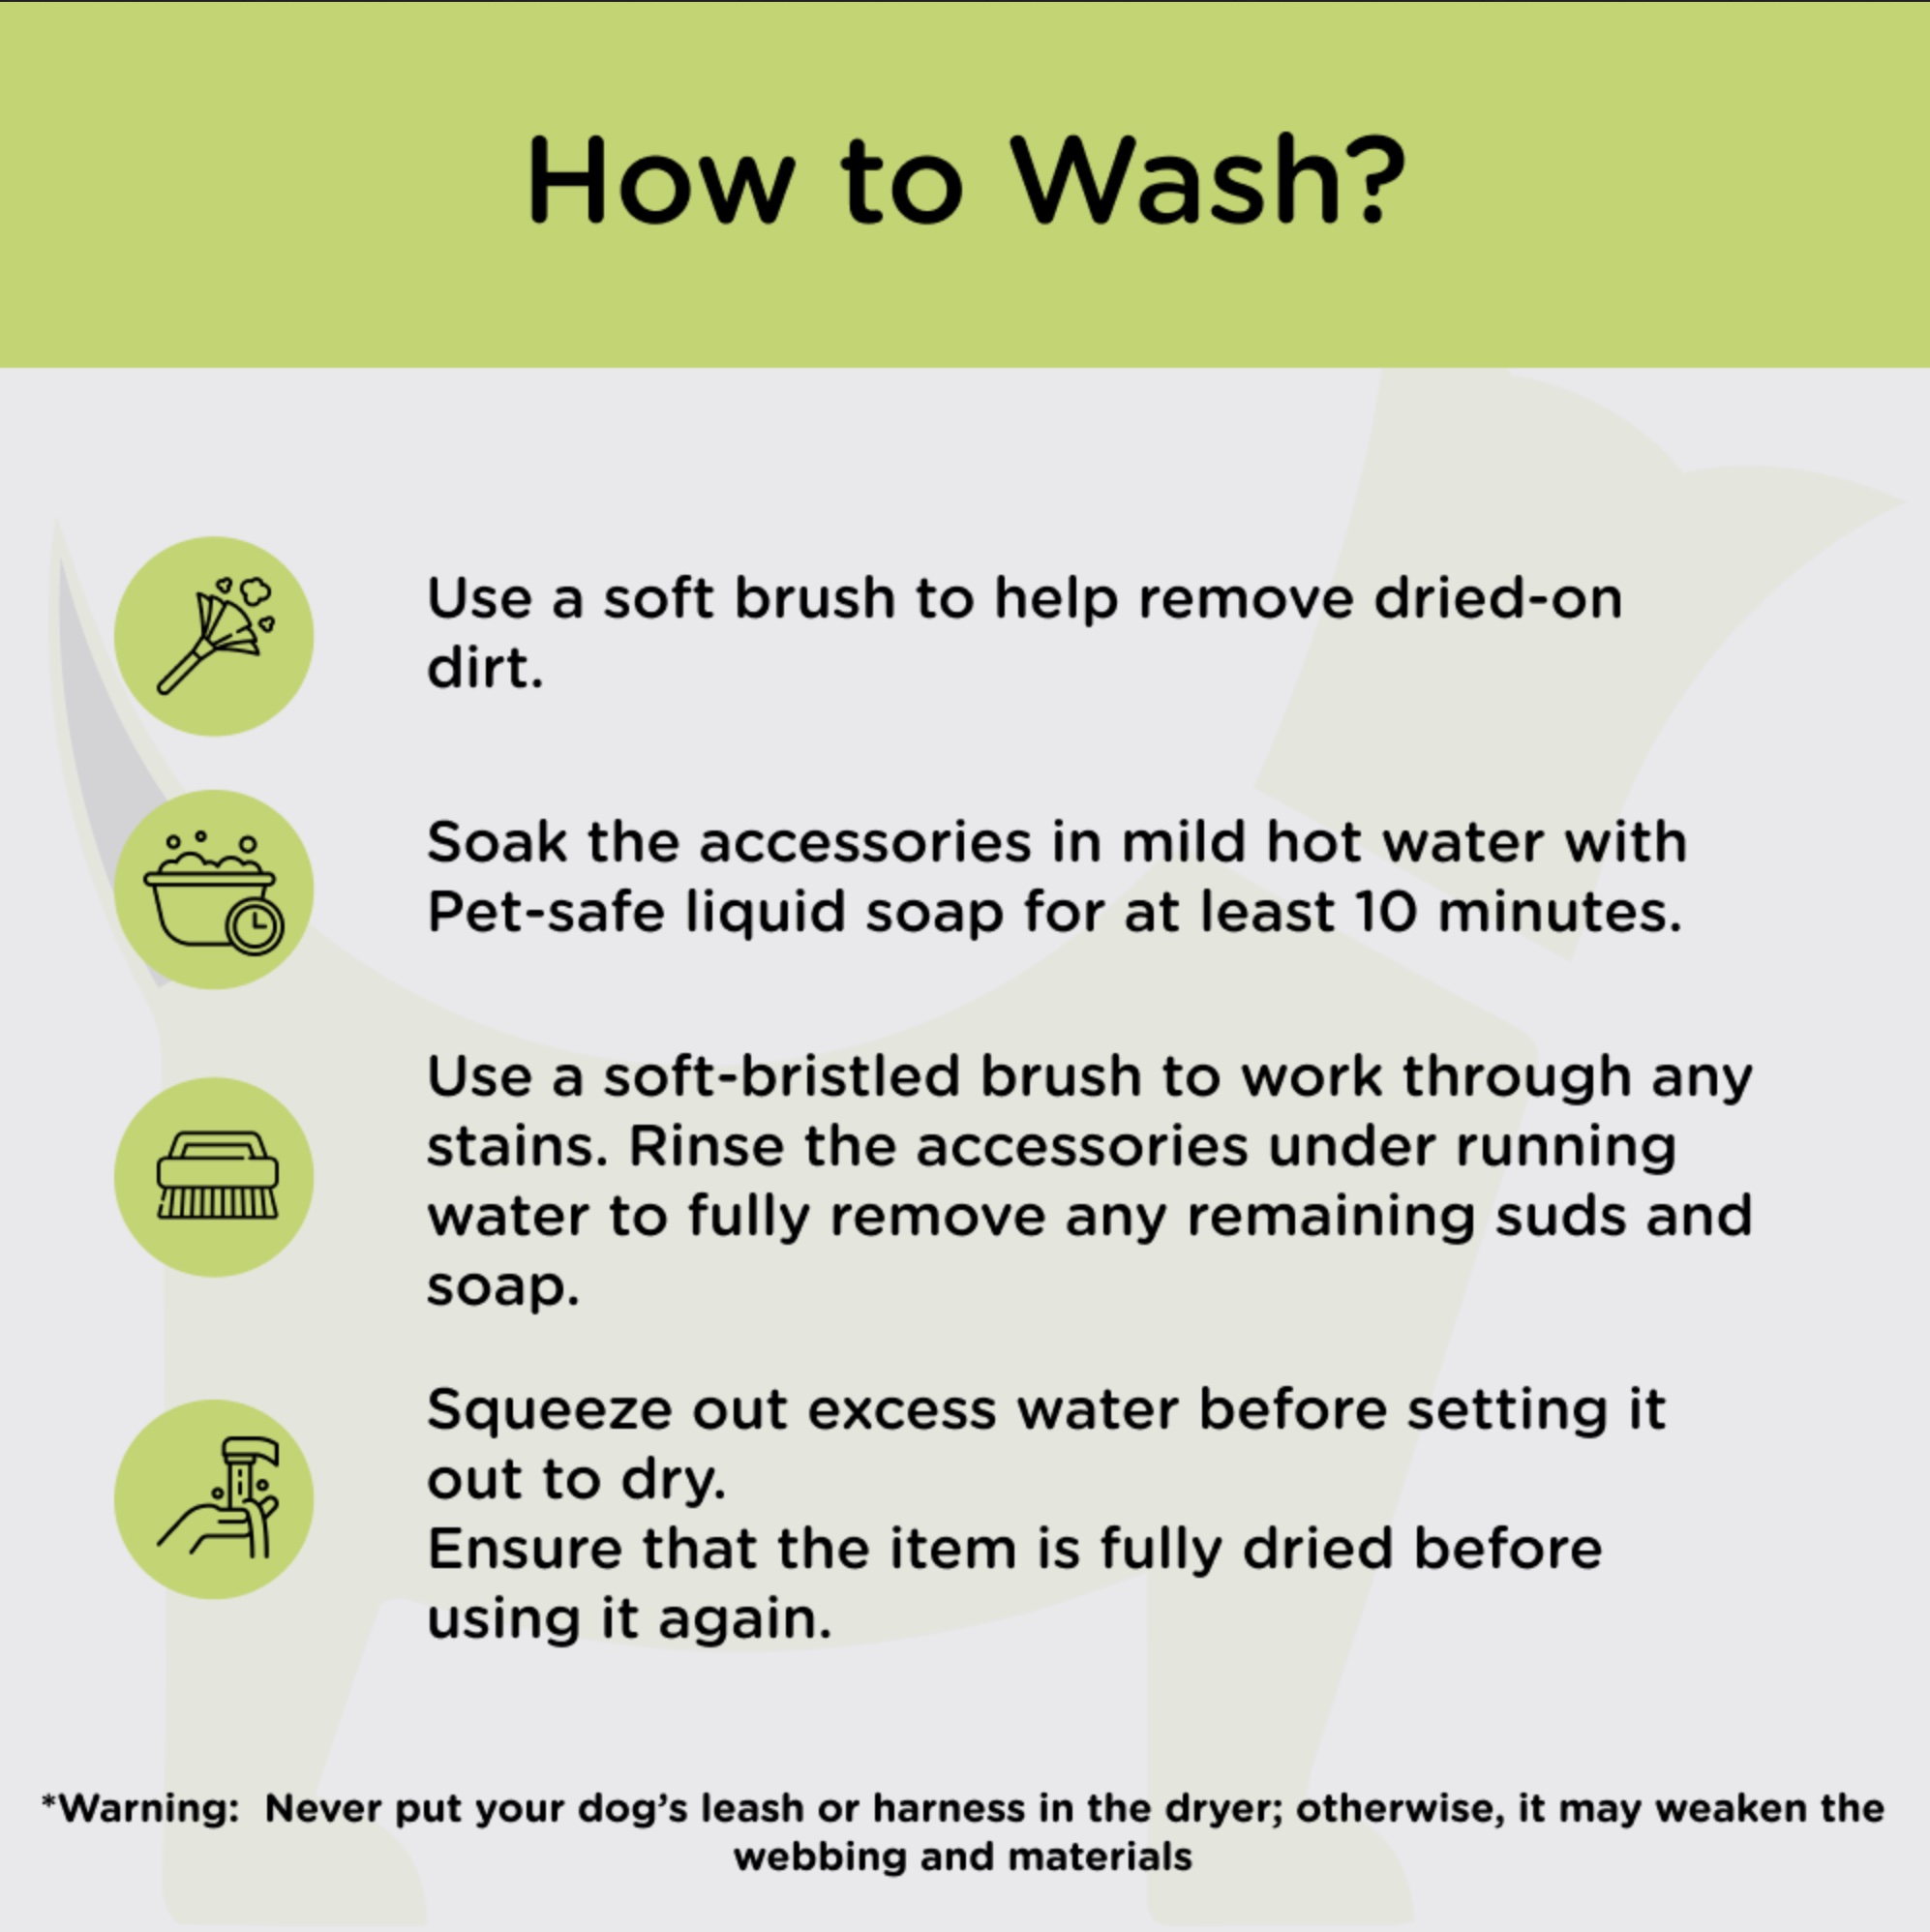 How to Wash?
Use a soft brush to help remove dried-on
dirt.
Soak the accessories in mild hot water with
Pet-safe liquid soap for at least 10 minutes.
Use a soft-bristled brush to work through any
stains. Rinse the accessories under running
water to fully remove any remaining suds and
soap.
Squeeze out excess water before setting it
out to dry.
Ensure that the item is fully dried before
using it again.
*Warning:  Never put your dog’s leash or harness in the dryer; otherwise, it may weaken the
webbing and materials